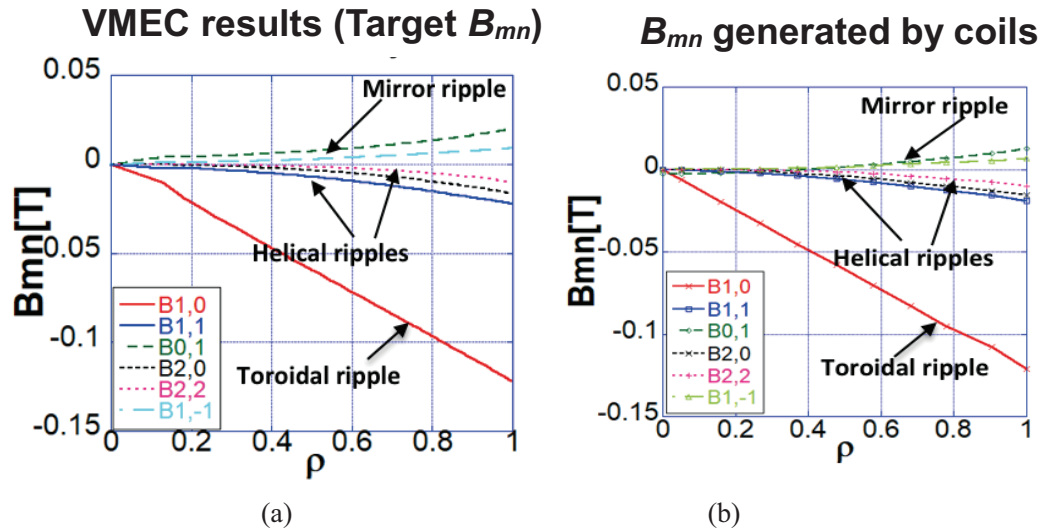 VMEC results (Target Bmn)
Bmn[T]
0.05
0
0.05
-0.1
-0.15
Mirror ripple
Helical ripples
Toroidal ripple
B1,0
B1,1
B0,1
B2,0
B2,2
B1,-1
0
0.2
0.4
0.6
0.8
1
ρ
(a)
Bmn generated by coils
Bmn[T]
0.05
0
-0.05
-0.1
-0.15
Mirror ripple
Helical ripples
Toroidal ripple
B1,0
B1,1
B0,1
B2,0
B2,2
B1,-1
0
0.2
0.4
0.6
0.8
1
ρ
(b)